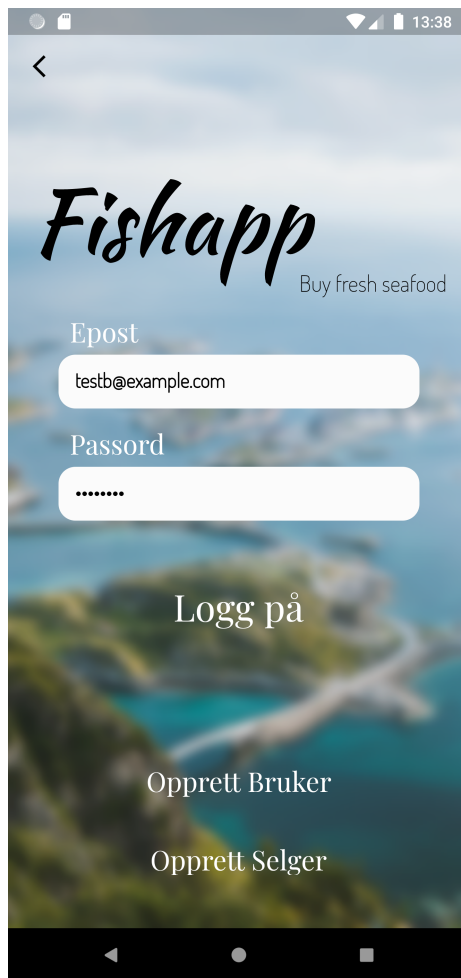 13:38
Fishapp
Buy fresh seafood
Epost
testb@example.com
Passord
••••••••
Logg på
Opprett Bruker
Opprett Selger